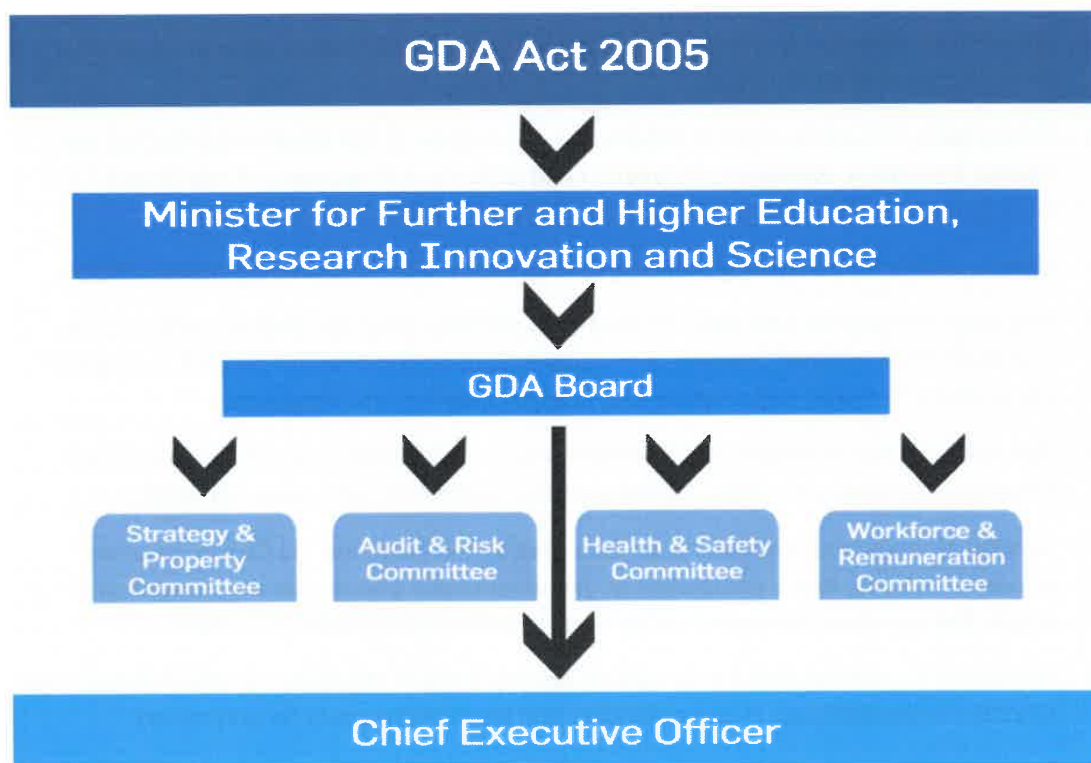 GDA Act 2005
Minister for Further and Higher Education,
Research Innovation and Science
GDA Board
Strategy &
Property
Committee
Audit & Risk
Committee
Health & Safety
Committee
Workforce &
Remuneration
Committee
Chief Executive Officer